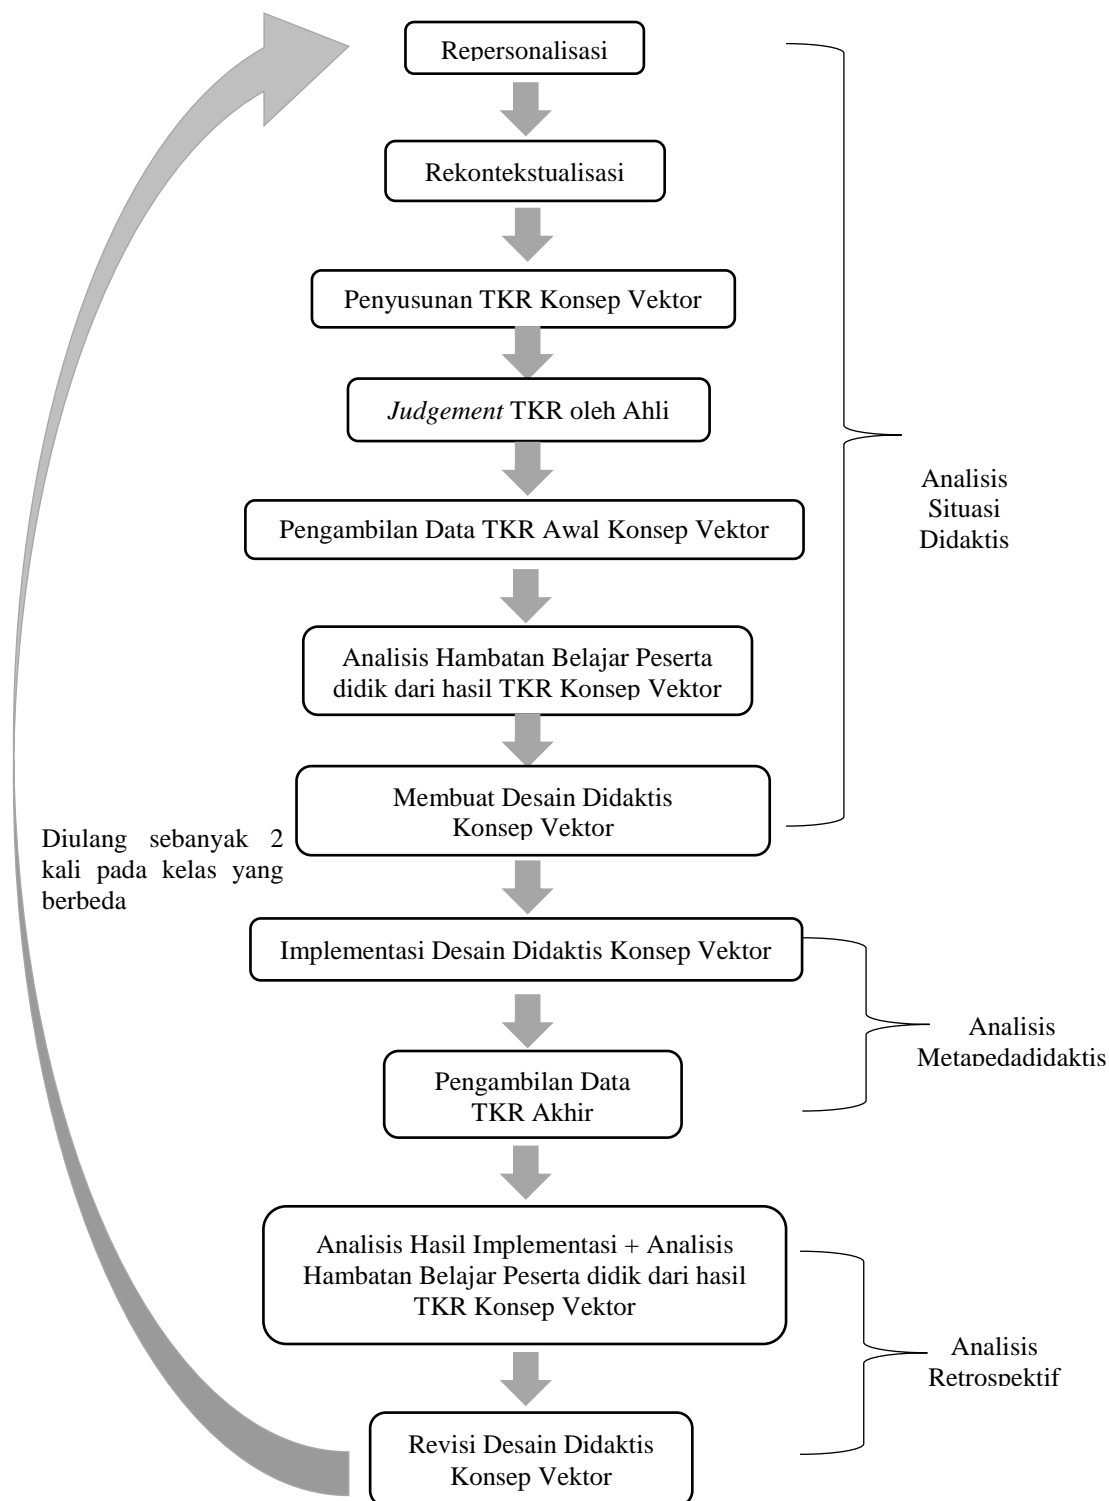 Repersonalisasi
Rekontekstualisasi
Penyusunan TKR Konsep Vektor
Judgement TKR oleh Ahli
Pengambilan Data TKR Awal Konsep Vektor
Analisis Hambatan Belajar Peserta
didik dari hasil TKR Konsep Vektor
Membuat Desain Didaktis
Konsep Vektor
Analisis
Situasi
Didaktis
Diulang sebanyak 2
kali pada kelas yang
berbeda
Implementasi Desain Didaktis Konsep Vektor
Pengambilan Data
TKR Akhir
Analisis
Metapedadidaktis
Analisis Hasil Implementasi + Analisis
Hambatan Belajar Peserta didik dari hasil
TKR Konsep Vektor
Revisi Desain Didaktis
Konsep Vektor
Analisis
Retrospektif